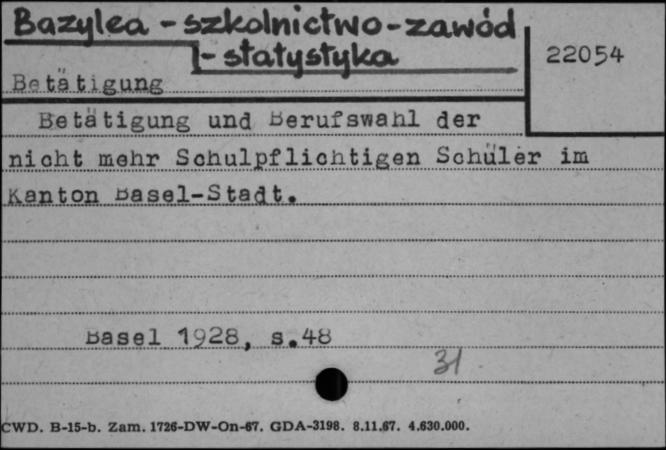 Bazylea - szkolnictwo - zawód
- statystyka
22054
Betätigung
Betätigung und Berufswahl der
nicht mehr Schulpflichtigen Schüler im
Kanton Basel-Stadt.
Basel 1928, s.48
31
CWD. B-15-b. Zam. 1726-DW-On-67. GDA-3198. 8.11.67. 4.630.000.